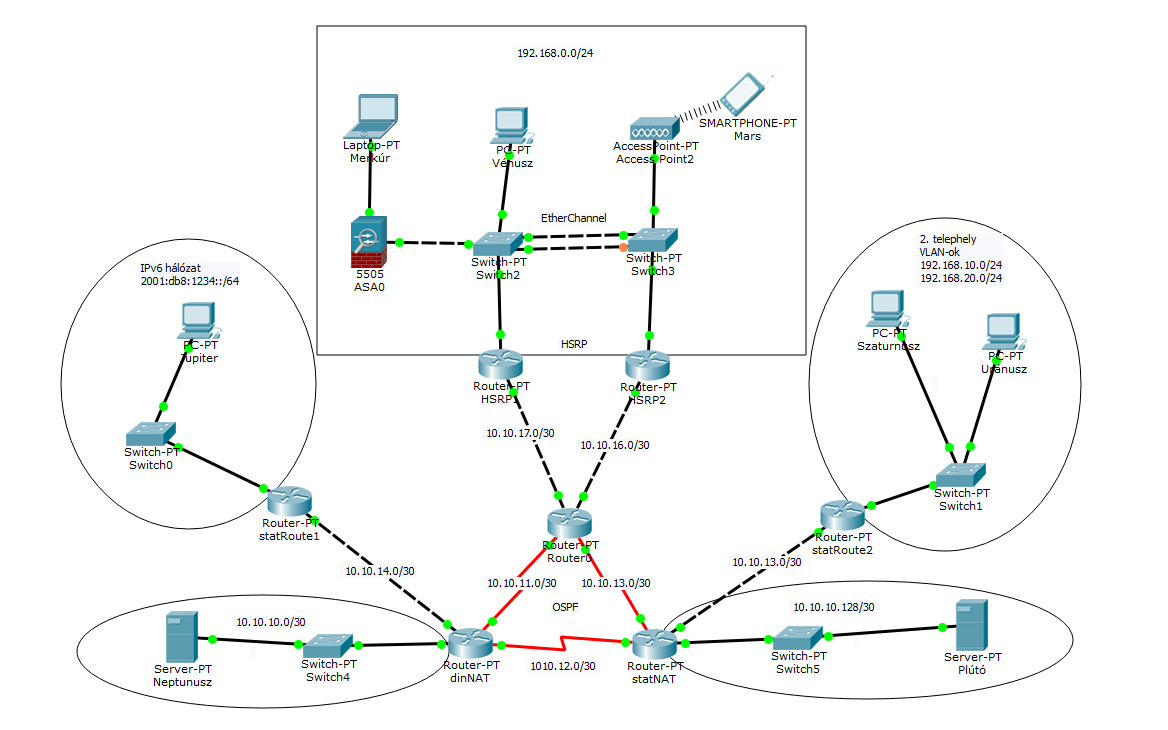 192.168.0.0/24
SMARTPHONE-PT
Mars
Laptop-PT
Merkúr
PC-PT
Vénusz
AccessPoint-PT
Access Point2
EtherChannel
5505
ASA0
Switch-PT
Switch2
Switch-PT
Switch3
HSRP
IPv6 hálózat
2001:db8:1234::/64
PC-PT
Jupiter
Switch-PT
Switch0
Router-PT
statRoute1
2. telephely
VLAN-ok
192.168.10.0/24
192.168.20.0/24
PC-PT
Szaturnusz
PC-PT
Uránusz
Switch-PT
Switch1
Router-PT
statRoute2
Router-PT
HSRP1
Router-PT
HSRP2
10.10.17.0/30
10.10.16.0/30
Router-PT
Router0
10.10.14.0/30
10.10.11.0/30
10.10.13.0/30
10.10.13.0/30
OSPF
10.10.10.0/30
Server-PT
Neptunusz
Switch-PT
Switch4
Router-PT
dinNAT
1010.12.0/30
Router-PT
statNAT
10.10.10.128/30
Switch-PT
Switch5
Server-PT
Plútó